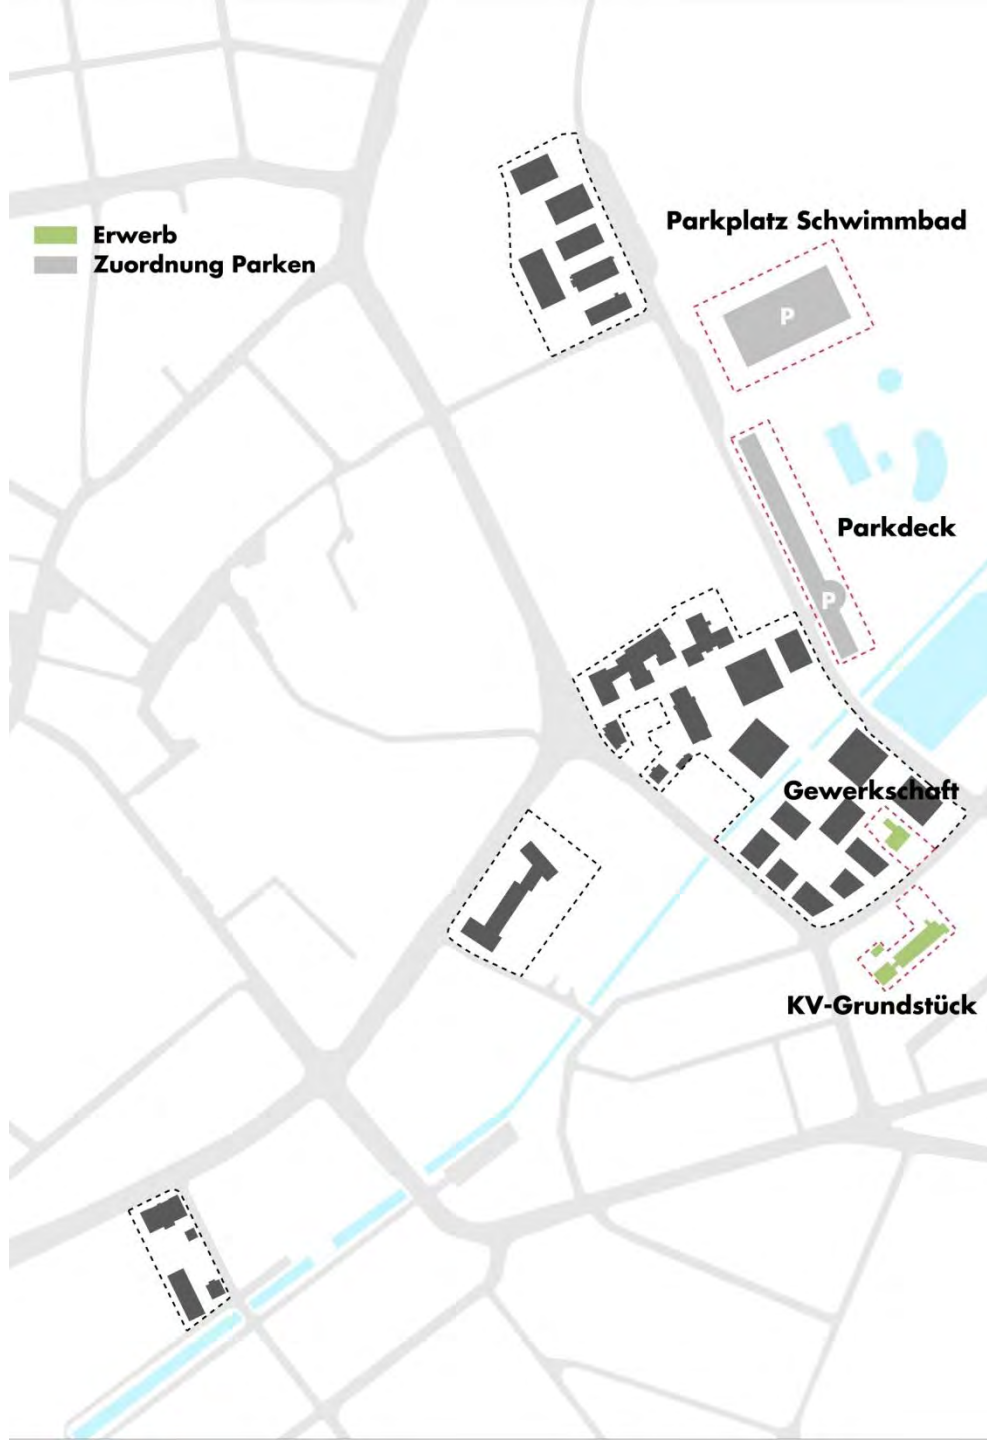 Parkplatz Schwimmbad
Erwerb
Zuordnung Parken
P
Parkdeck
P
Gewerkschaft
KV-Grundstück